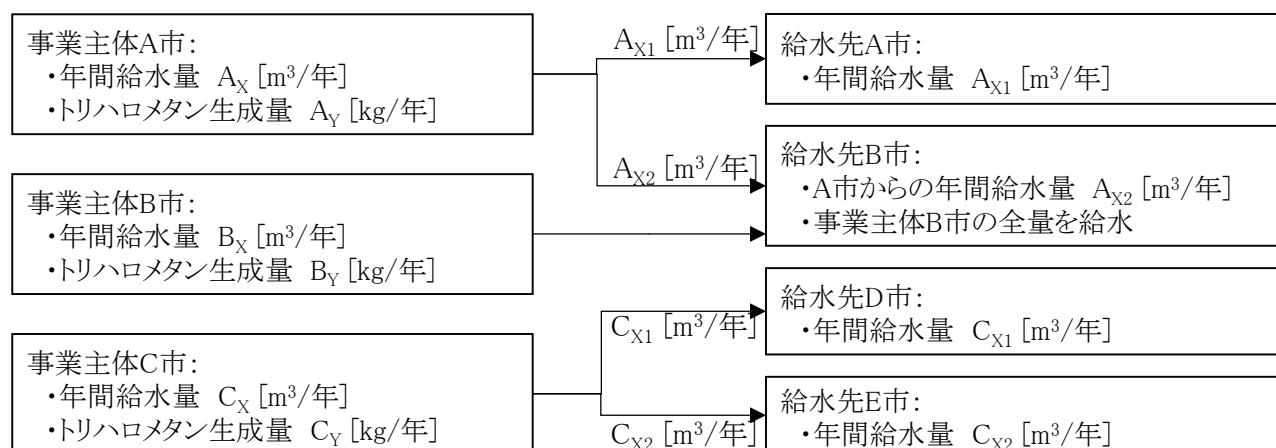 事業主体A市:
・年間給水量 A_X [m³/年]
・トリハロメタン生成量 A_Y [kg/年]
A_X1 [m³/年]
A_X2 [m³/年]
給水先A市:
・年間給水量 A_X1 [m³/年]
給水先B市:
・A市からの年間給水量 A_X2 [m³/年]
・事業主体B市の全量を給水
事業主体B市:
・年間給水量 B_X [m³/年]
・トリハロメタン生成量 B_Y [kg/年]
事業主体C市:
・年間給水量 C_X [m³/年]
・トリハロメタン生成量 C_Y [kg/年]
C_X1 [m³/年]
C_X2 [m³/年]
給水先D市:
・年間給水量 C_X1 [m³/年]
給水先E市:
・年間給水量 C_X2 [m³/年]